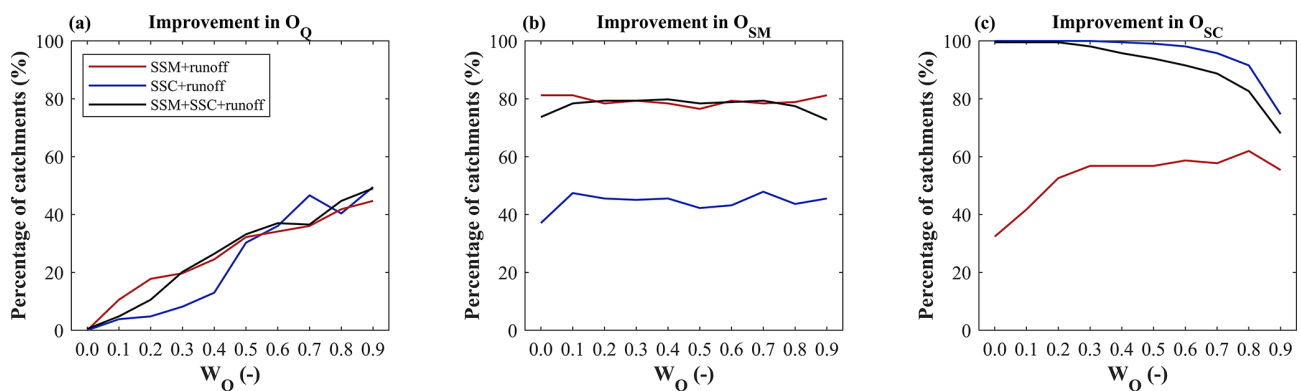 (a) Improvement in O_Q
Percentage of catchments (%)
100
80
60
40
20
0
SSM+runoff
SSC+runoff
SSM+SSC+runoff
0.0 0.1 0.2 0.3 0.4 0.5 0.6 0.7 0.8 0.9
W_Q (-)
(b) Improvement in O_SM
Percentage of catchments (%)
100
80
60
40
20
0
0.0 0.1 0.2 0.3 0.4 0.5 0.6 0.7 0.8 0.9
W_Q (-)
(c) Improvement in O_SC
Percentage of catchments (%)
100
80
60
40
20
0
0.0 0.1 0.2 0.3 0.4 0.5 0.6 0.7 0.8 0.9
W_Q (-)